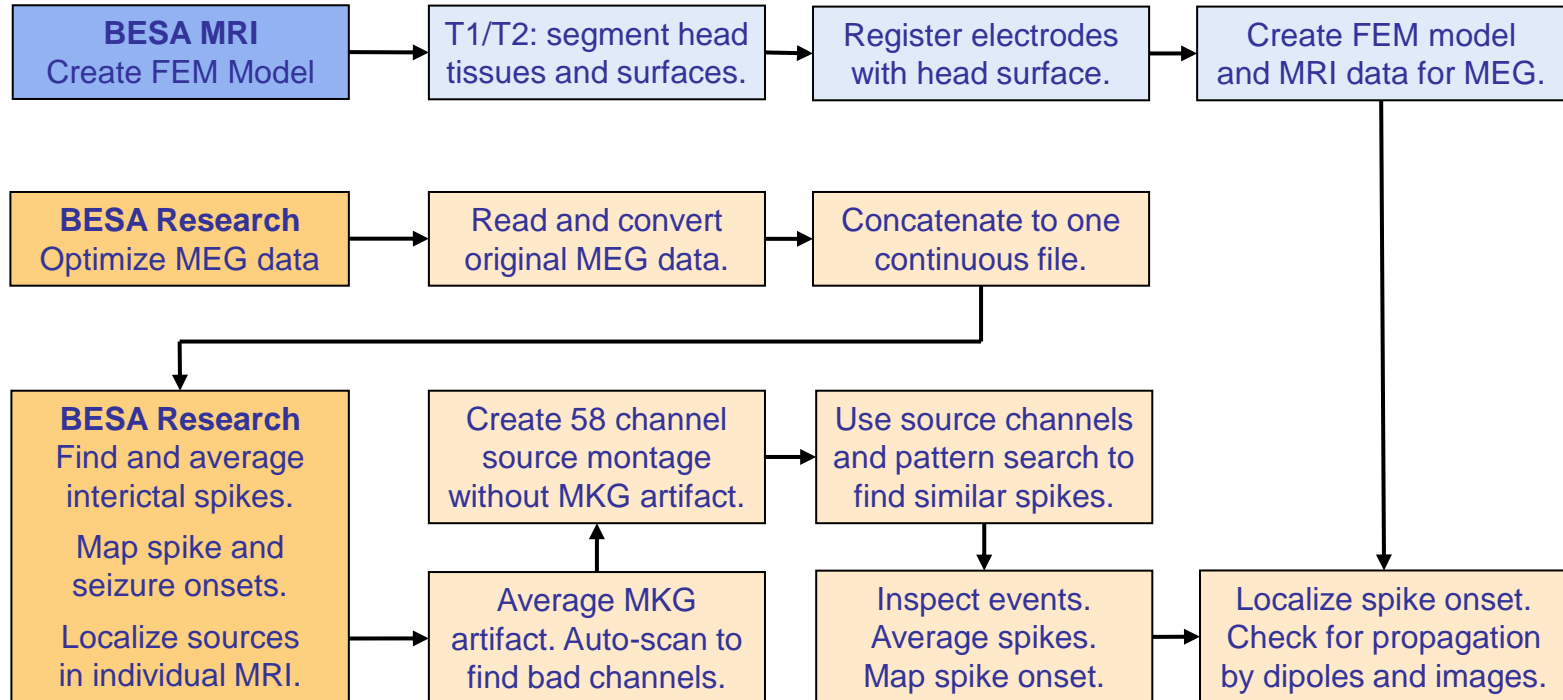 BESA MRI
Create FEM Model
T1/T2: segment head
tissues and surfaces.
Register electrodes
with head surface.
Create FEM model
and MRI data for MEG.
BESA Research
Optimize MEG data
Read and convert
original MEG data.
Concatenate to one
continuous file.
BESA Research
Find and average
interictal spikes.
Map spike and
seizure onsets.
Localize sources
in individual MRI.
Average MKG
artifact. Auto-scan to
find bad channels.
Create 58 channel
source montage
without MKG artifact.
Use source channels
and pattern search to
find similar spikes.
Inspect events.
Average spikes.
Map spike onset.
Localize spike onset.
Check for propagation
by dipoles and images.